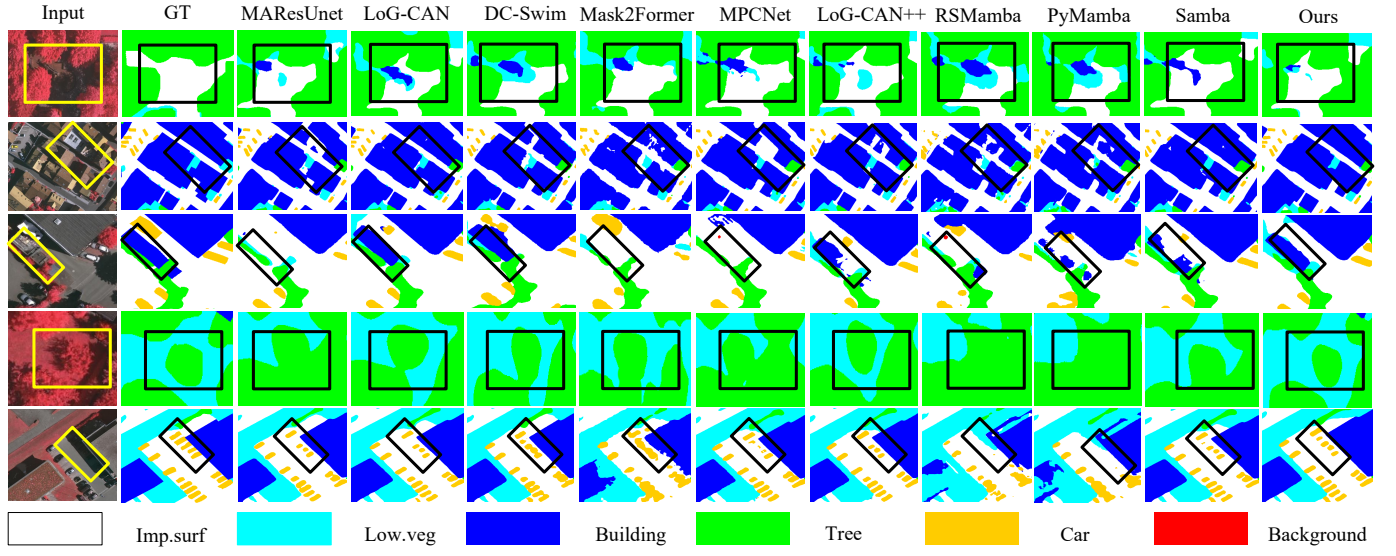 Input GT MAResUnet LoG-CAN DC-Swim Mask2Former MPCNet LoG-CAN++ RSMamba PyMamba Samba Ours
Imp.surf Low.veg Building Tree Car Background